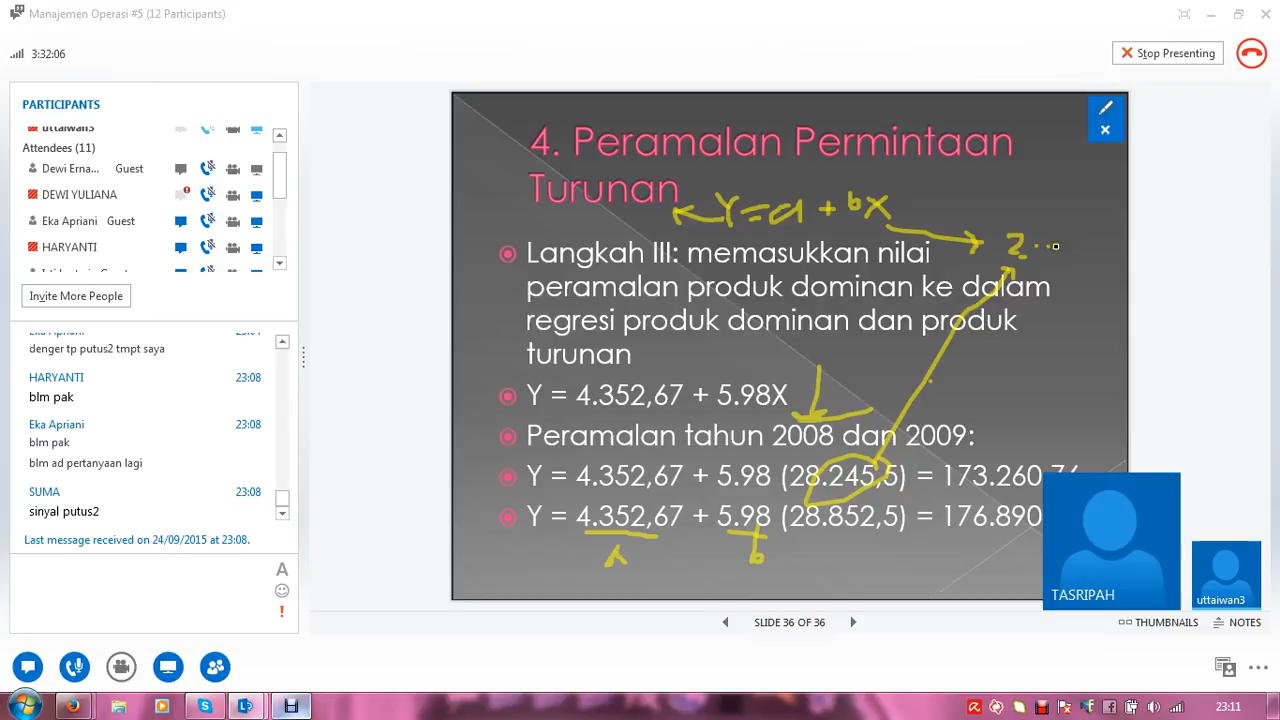 Manajemen Operasi #5 (12 Participants)
3:32:06
Stop Presenting
PARTICIPANTS
uttaiwan3
Attendees (11)
Dewi Erna... Guest
DEWI YULIANA
Eka Apriani Guest
HARYANTI
Invite More People
Eka Apriani
denger tp putus2 tmpt saya
HARYANTI 23:08
blm pak
Eka Apriani 23:08
blm pak
blm ad pertanyaan lagi
SUMA 23:08
sinyal putus2
Last message received on 24/09/2015 at 23:08.
A
!
4. Peramalan Permintaan
Turunan
Y = a + bX
2...
Langkah III: memasukkan nilai
peramalan produk dominan ke dalam
regresi produk dominan dan produk
turunan
Y = 4.352,67 + 5.98X
Peramalan tahun 2008 dan 2009:
Y = 4.352,67 + 5.98 (28.245,5) = 173.260,76
Y = 4.352,67 + 5.98 (28.852,5) = 176.890
b
TASRIPAH
uttaiwan3
SLIDE 36 OF 36
THUMBNAILS
NOTES
23:11